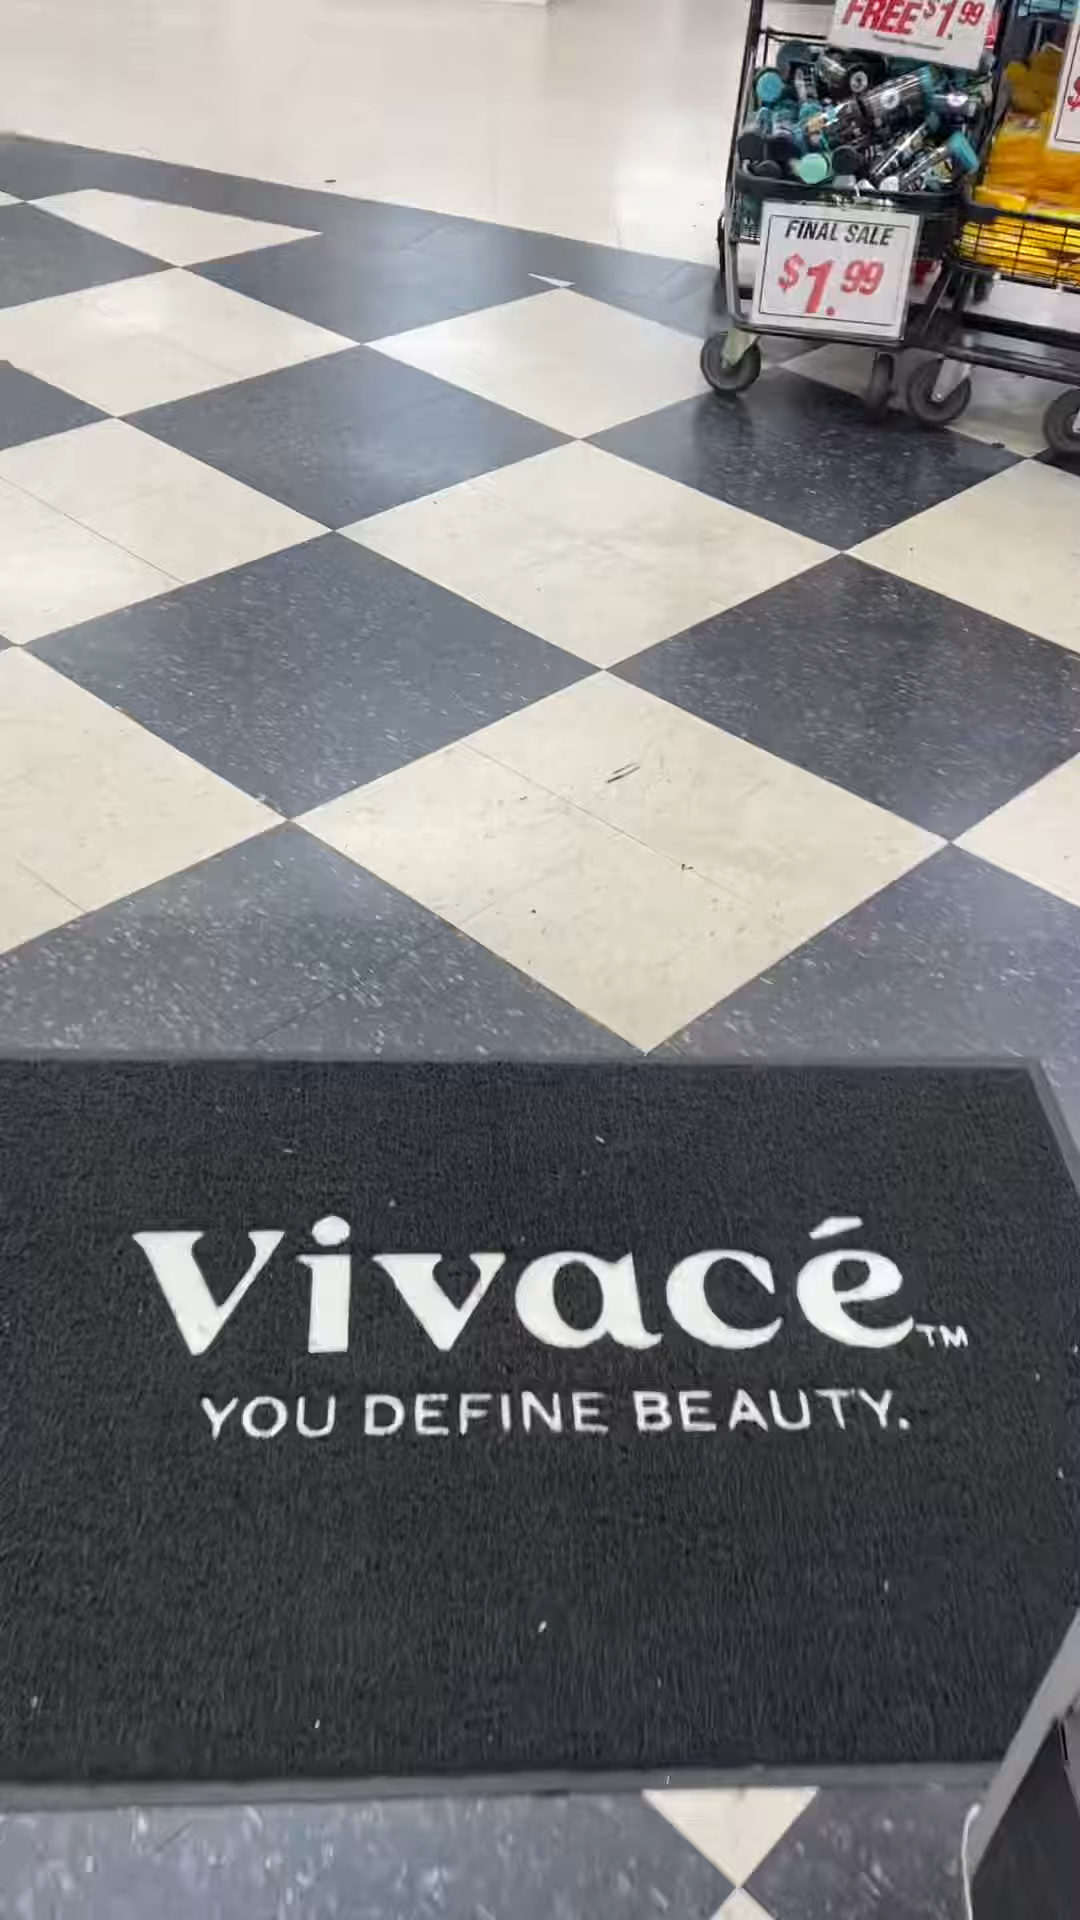 FREE $1.99
FINAL SALE
$1.99
Vivacé™
YOU DEFINE BEAUTY.